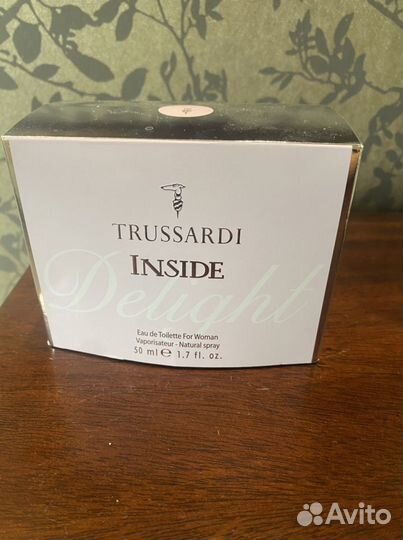 TRUSSARDI
INSIDE
Delight
Eau de Toilette For Woman
Vaporisateur - Natural spray
50 ml ℮ 1.7 fl. oz.
Avito